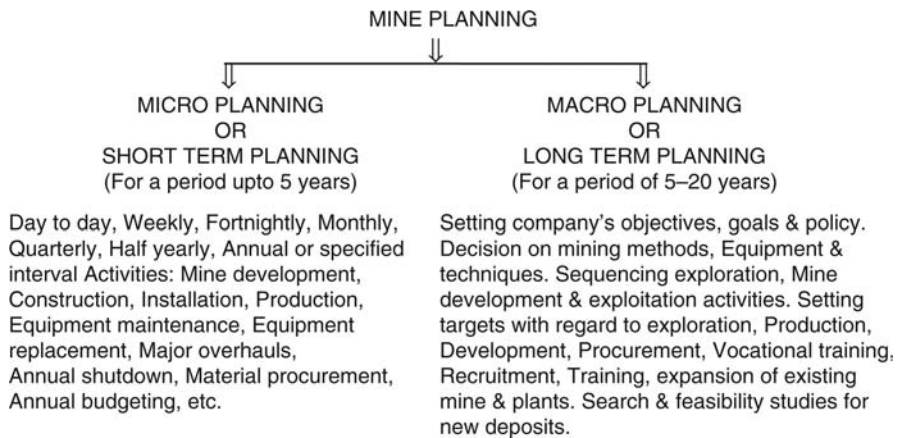 MINE PLANNING
MICRO PLANNING
OR
SHORT TERM PLANNING
(For a period upto 5 years)
Day to day, Weekly, Fortnightly, Monthly,
Quarterly, Half yearly, Annual or specified
interval Activities: Mine development,
Construction, Installation, Production,
Equipment maintenance, Equipment
replacement, Major overhauls,
Annual shutdown, Material procurement,
Annual budgeting, etc.
MACRO PLANNING
OR
LONG TERM PLANNING
(For a period of 5–20 years)
Setting company's objectives, goals & policy.
Decision on mining methods, Equipment &
techniques. Sequencing exploration, Mine
development & exploitation activities. Setting
targets with regard to exploration, Production,
Development, Procurement, Vocational training,
Recruitment, Training, expansion of existing
mine & plants. Search & feasibility studies for
new deposits.